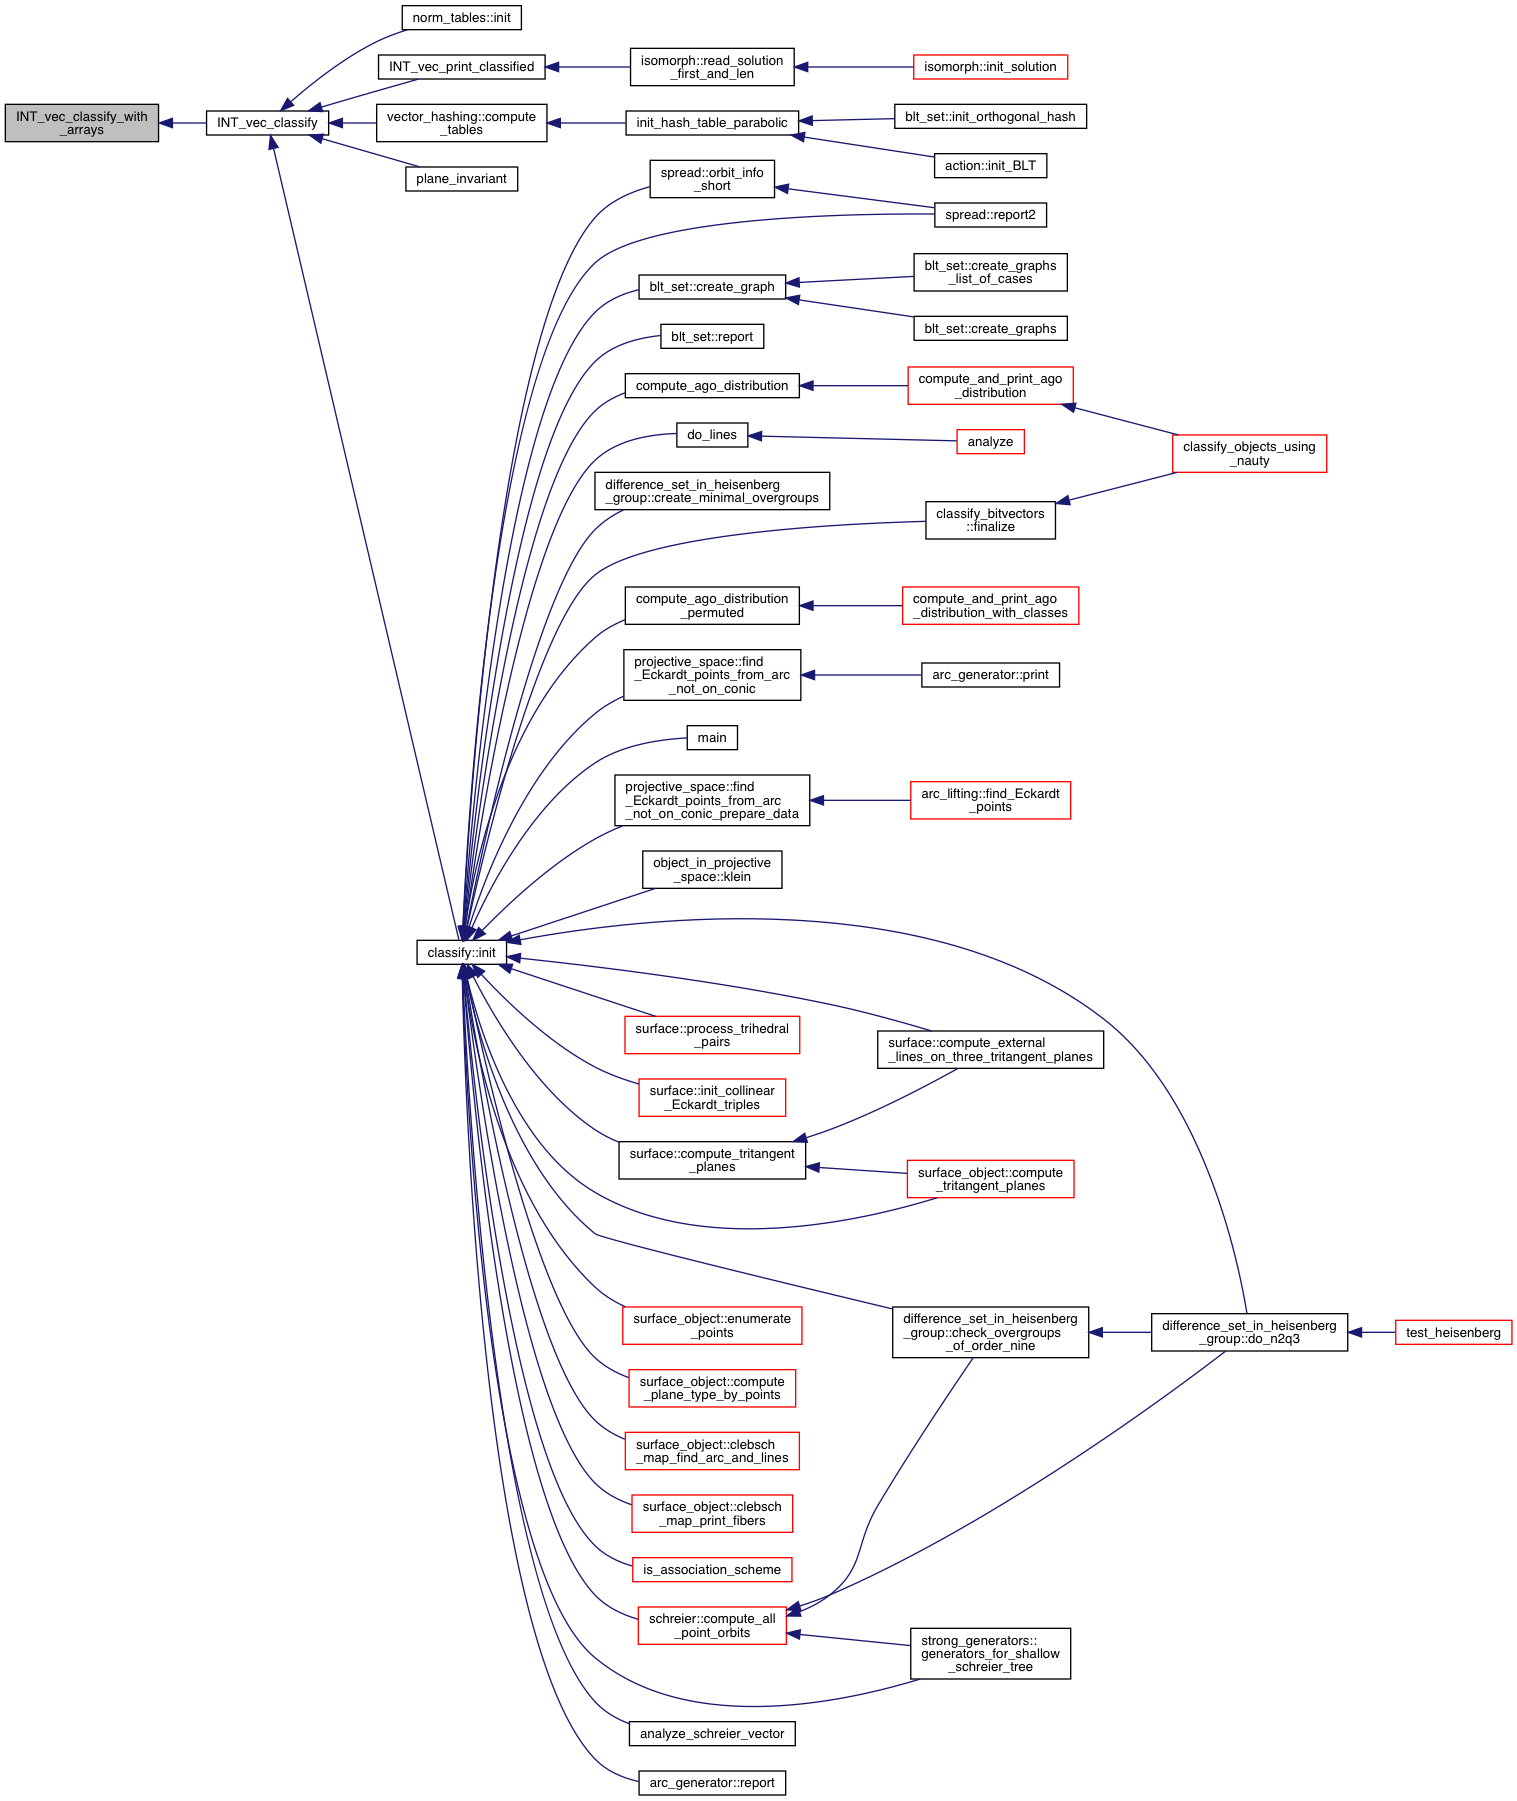 norm_tables::init
INT_vec_print_classified
isomorph::read_solution
_first_and_len
isomorph::init_solution
INT_vec_classify_with
_arrays
INT_vec_classify
vector_hashing::compute
_tables
init_hash_table_parabolic
blt_set::init_orthogonal_hash
action::init_BLT
plane_invariant
spread::orbit_info
_short
spread::report2
blt_set::create_graph
blt_set::create_graphs
_list_of_cases
blt_set::create_graphs
blt_set::report
compute_ago_distribution
compute_and_print_ago
_distribution
do_lines
analyze
classify_objects_using
_nauty
difference_set_in_heisenberg
_group::create_minimal_overgroups
classify_bitvectors
::finalize
compute_ago_distribution
_permuted
compute_and_print_ago
_distribution_with_classes
projective_space::find
_Eckardt_points_from_arc
_not_on_conic
arc_generator::print
main
projective_space::find
_Eckardt_points_from_arc
_not_on_conic_prepare_data
arc_lifting::find_Eckardt
_points
object_in_projective
_space::klein
classify::init
surface::process_trihedral
_pairs
surface::compute_external
_lines_on_three_tritangent_planes
surface::init_collinear
_Eckardt_triples
surface::compute_tritangent
_planes
surface_object::compute
_tritangent_planes
surface_object::enumerate
_points
difference_set_in_heisenberg
_group::check_overgroups
_of_order_nine
difference_set_in_heisenberg
_group::do_n2q3
test_heisenberg
surface_object::compute
_plane_type_by_points
surface_object::clebsch
_map_find_arc_and_lines
surface_object::clebsch
_map_print_fibers
is_association_scheme
schreier::compute_all
_point_orbits
strong_generators::
generators_for_shallow
_schreier_tree
analyze_schreier_vector
arc_generator::report